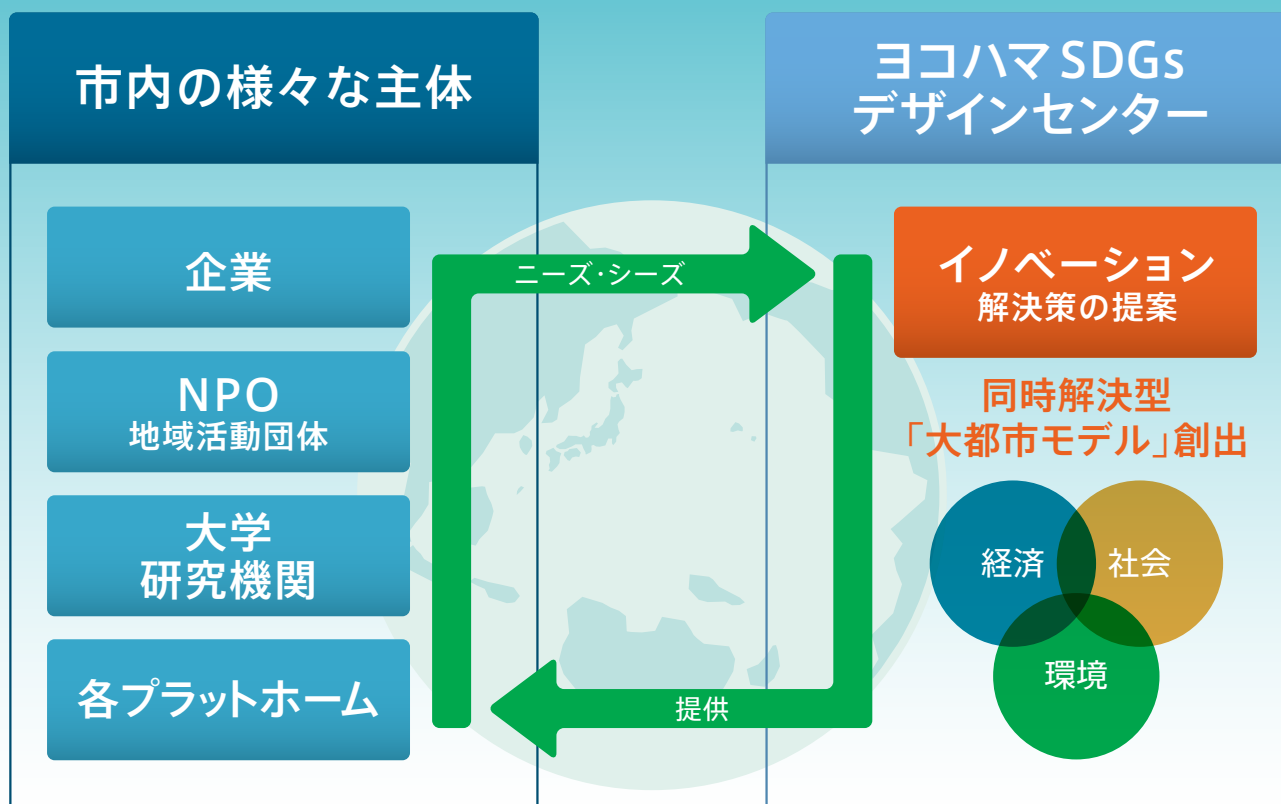 市内の様々な主体
企業
NPO
地域活動団体
大学
研究機関
各プラットホーム
ニーズ・シーズ
提供
ヨコハマ SDGs
デザインセンター
イノベーション
解決策の提案
同時解決型
「大都市モデル」創出
経済
社会
環境